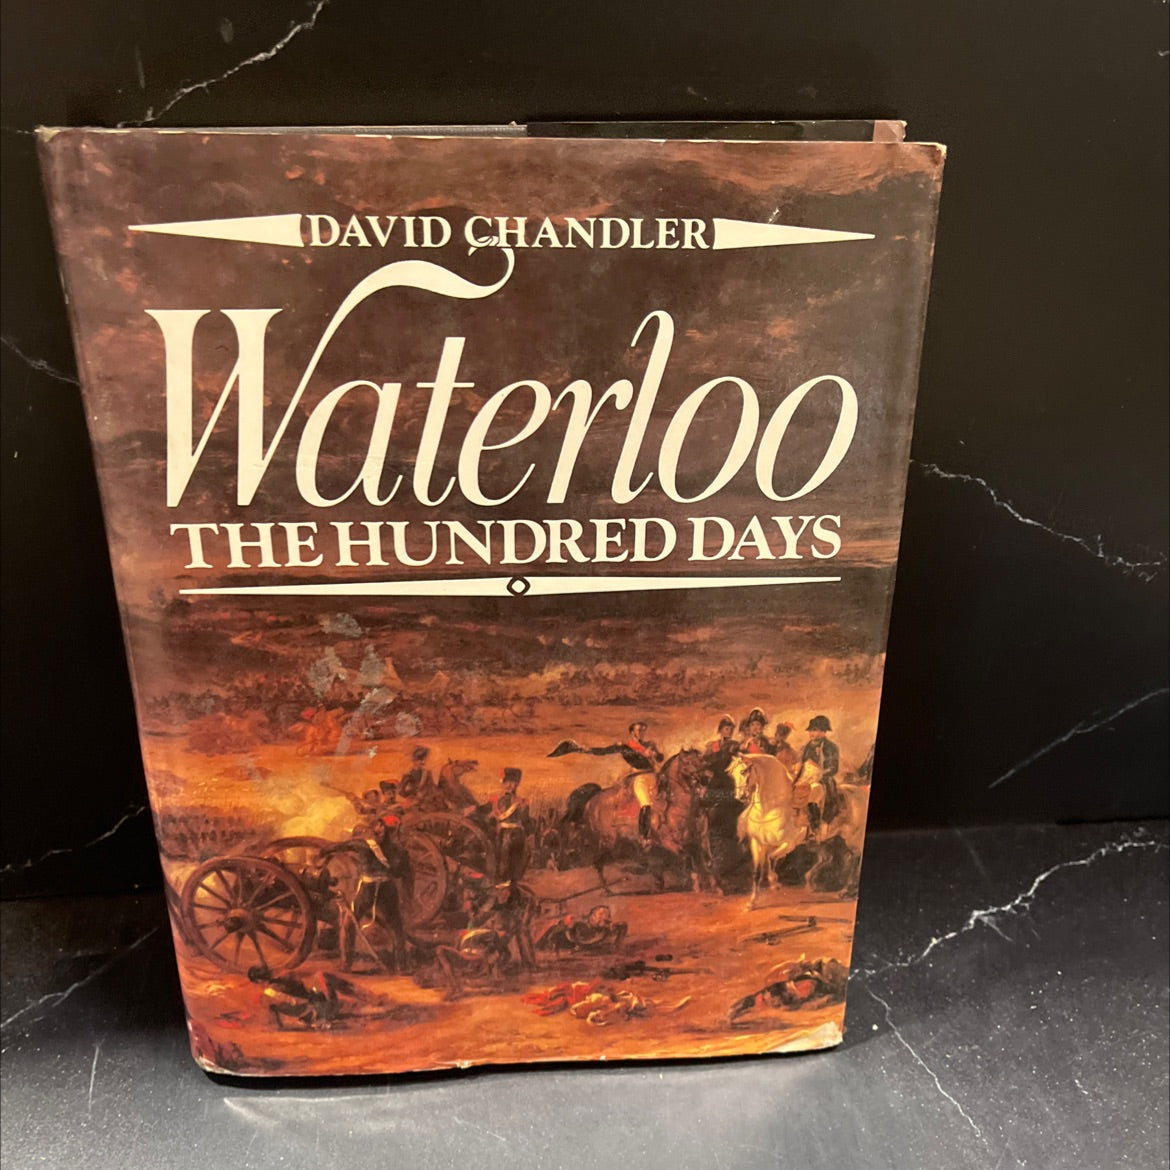 DAVID CHANDLER
Waterloo
THE HUNDRED DAYS